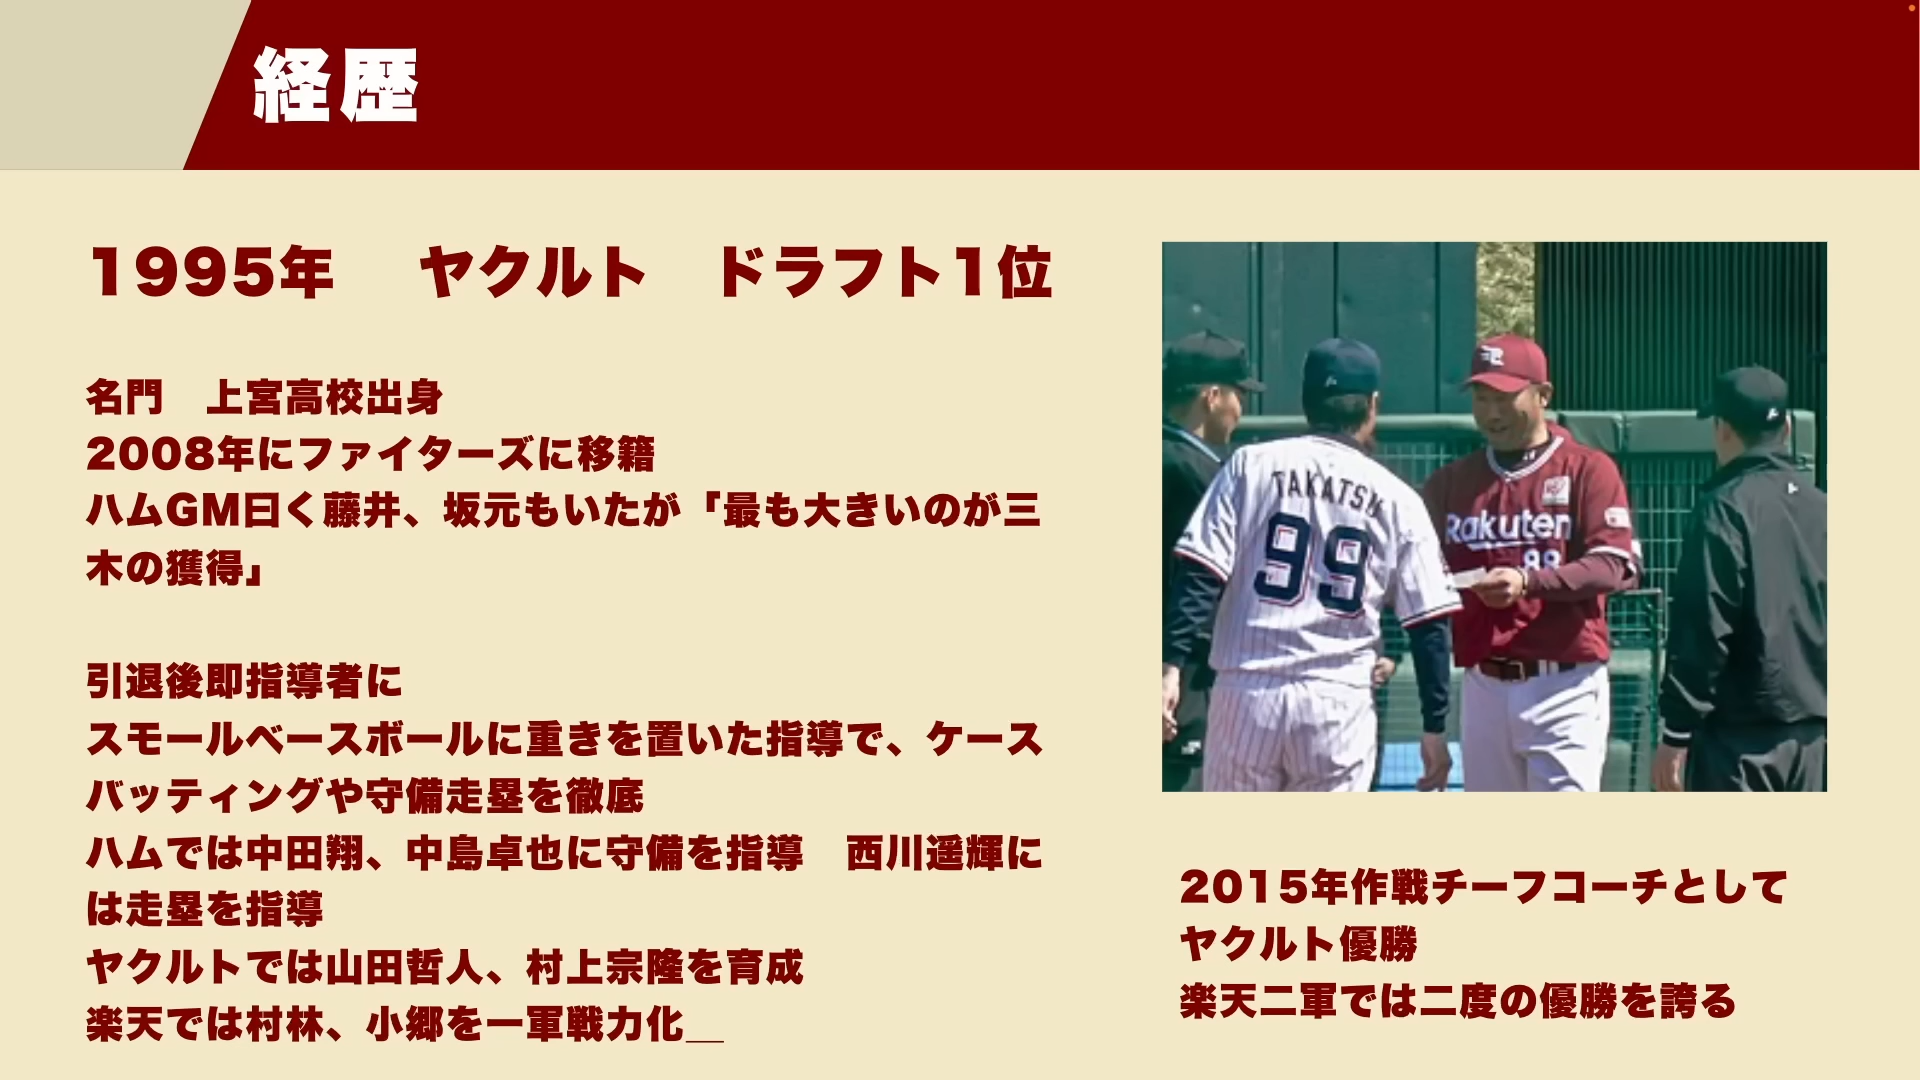 経歴
1995年　ヤクルト　ドラフト1位
名門　上宮高校出身
2008年にファイターズに移籍
ハムGM曰く藤井、坂元もいたが「最も大きいのが三
木の獲得」
引退後即指導者に
スモールベースボールに重きを置いた指導で、ケース
バッティングや守備走塁を徹底
ハムでは中田翔、中島卓也に守備を指導　西川遥輝に
は走塁を指導
ヤクルトでは山田哲人、村上宗隆を育成
楽天では村林、小郷を一軍戦力化__
TAKATSU
99
Rakuten
88
2015年作戦チーフコーチとして
ヤクルト優勝
楽天二軍では二度の優勝を誇る